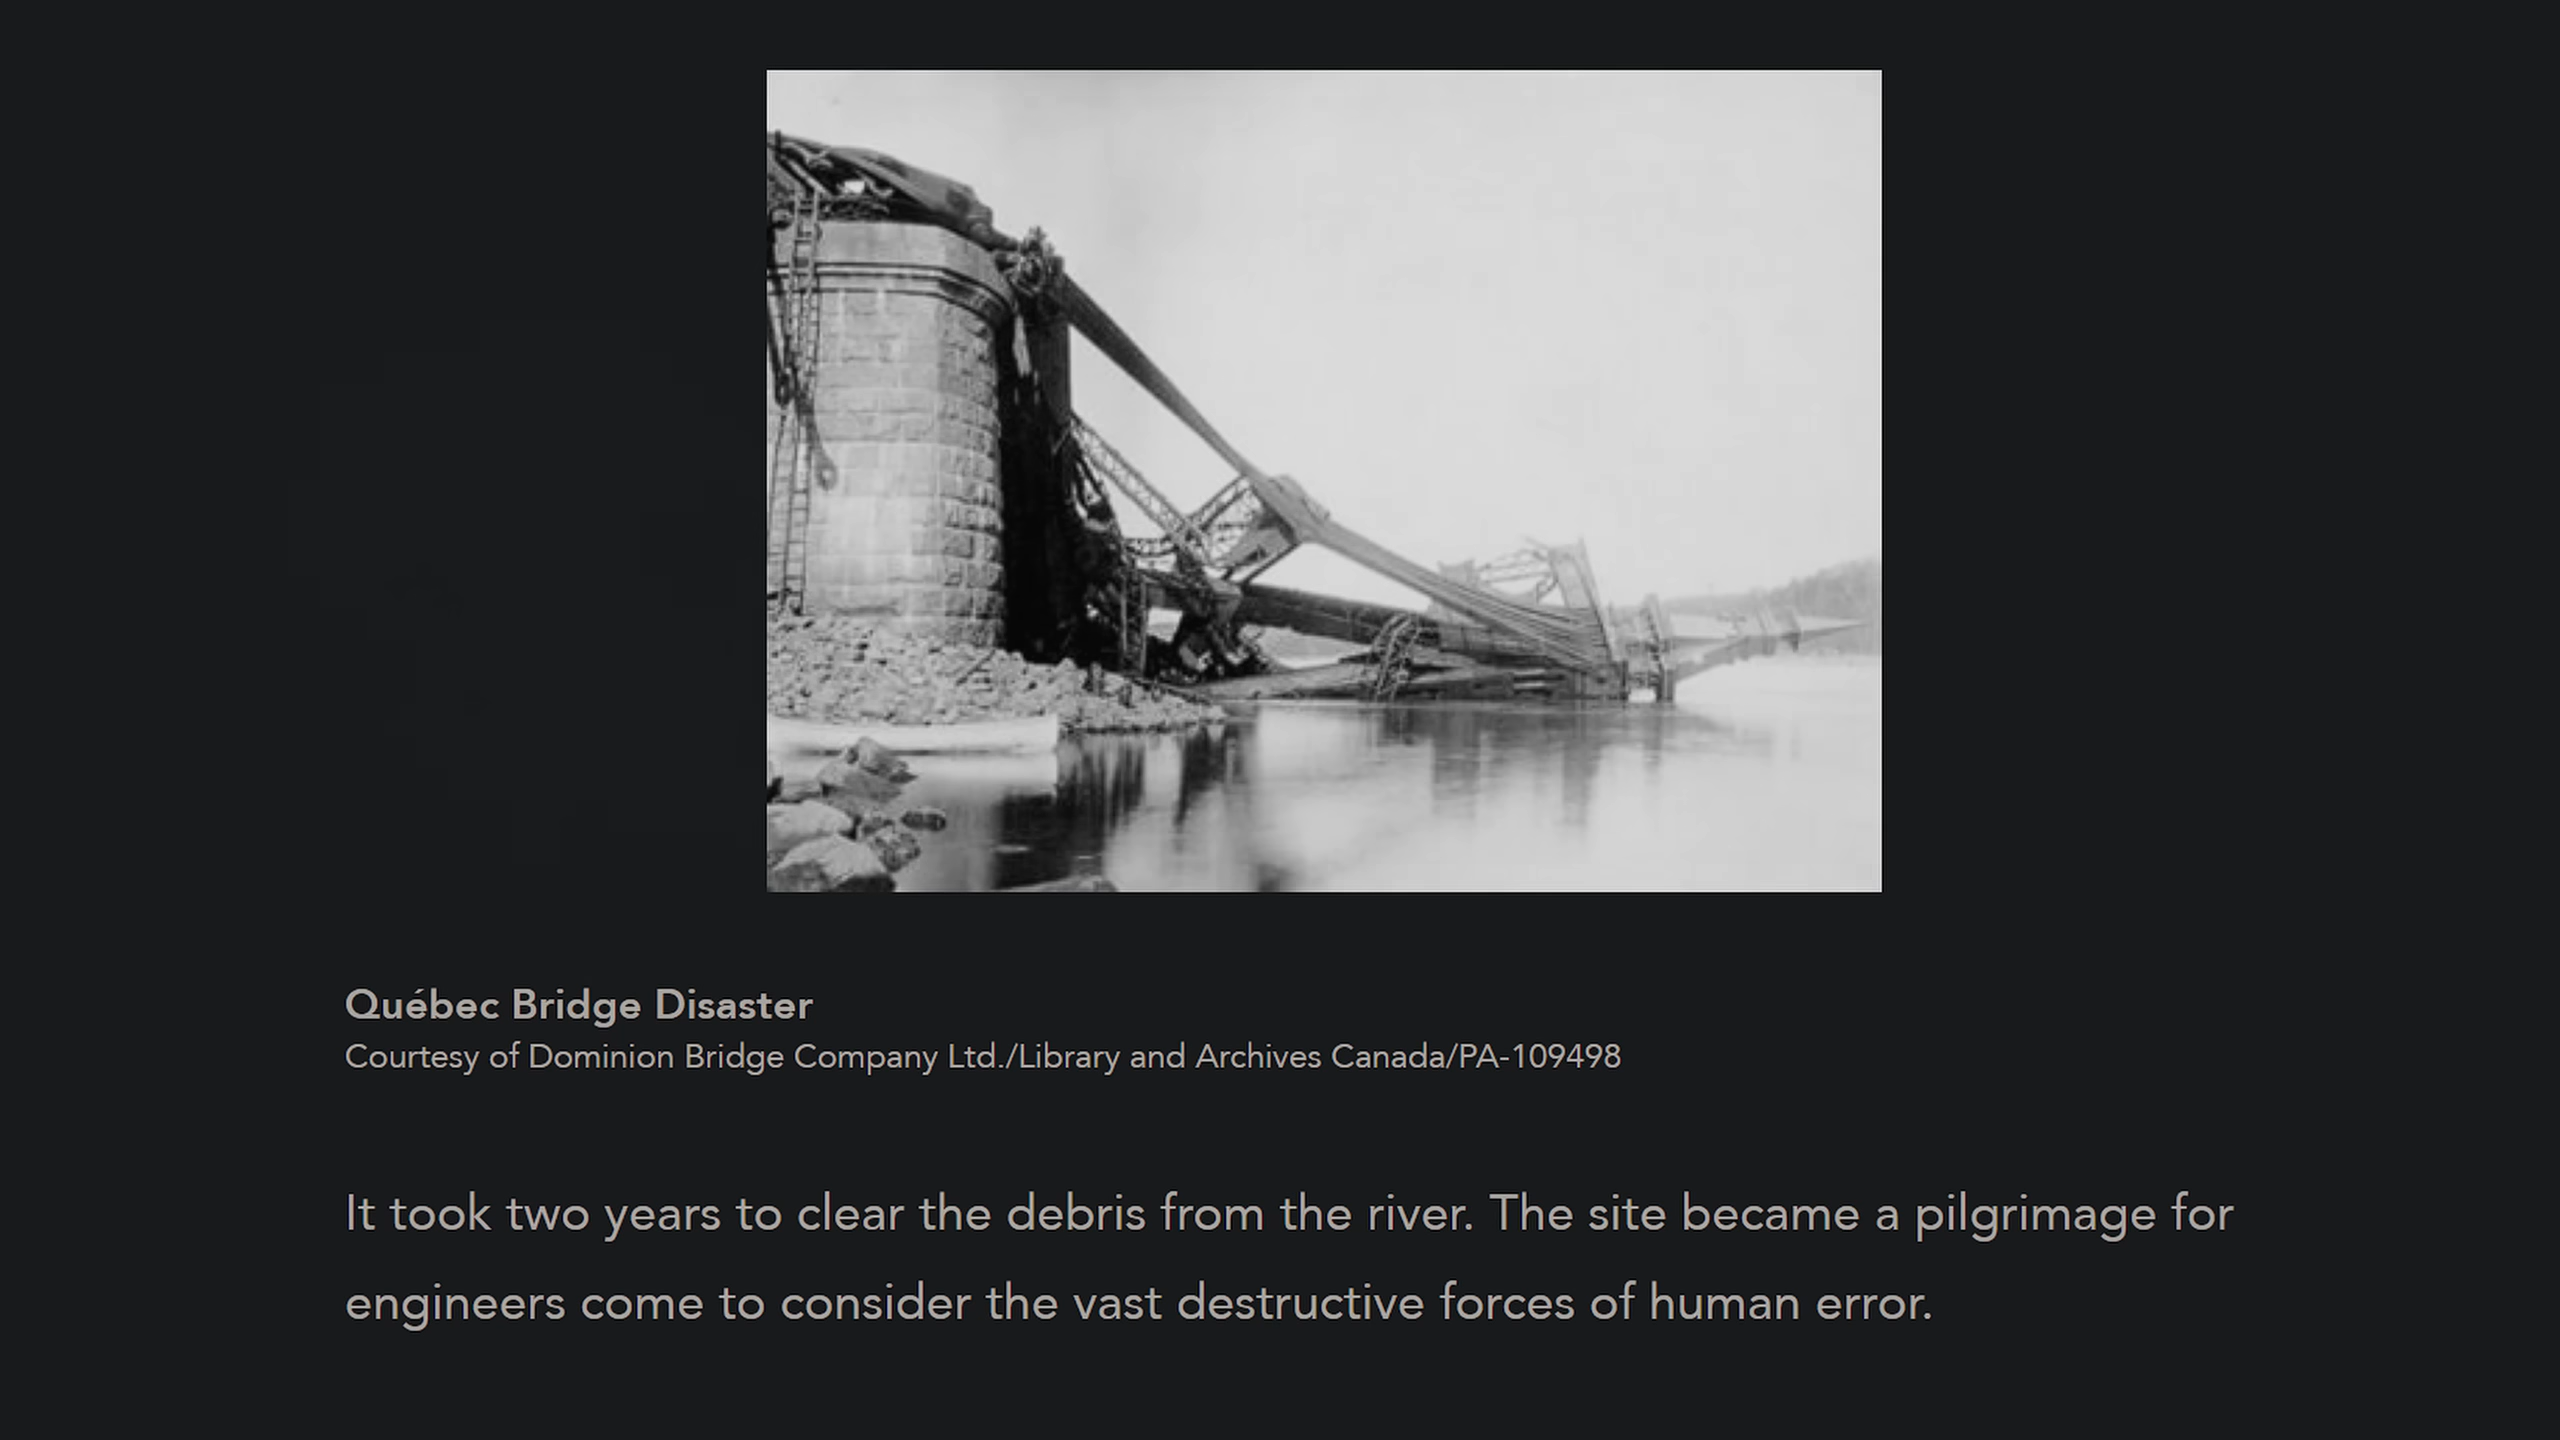 Québec Bridge Disaster
Courtesy of Dominion Bridge Company Ltd./Library and Archives Canada/PA-109498
It took two years to clear the debris from the river. The site became a pilgrimage for
engineers come to consider the vast destructive forces of human error.